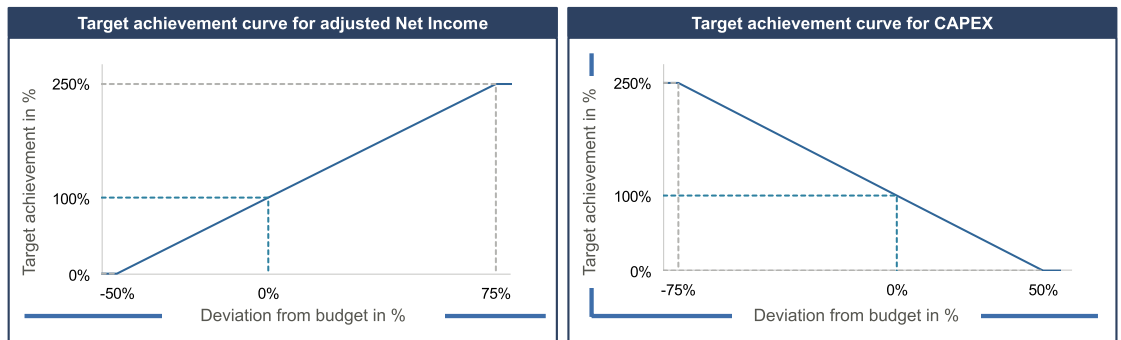 Target achievement curve for adjusted Net Income
Target achievement in %
250%
100%
0%
-50%
0%
75%
Deviation from budget in %
Target achievement curve for CAPEX
Target achievement in %
250%
100%
0%
-75%
0%
50%
Deviation from budget in %